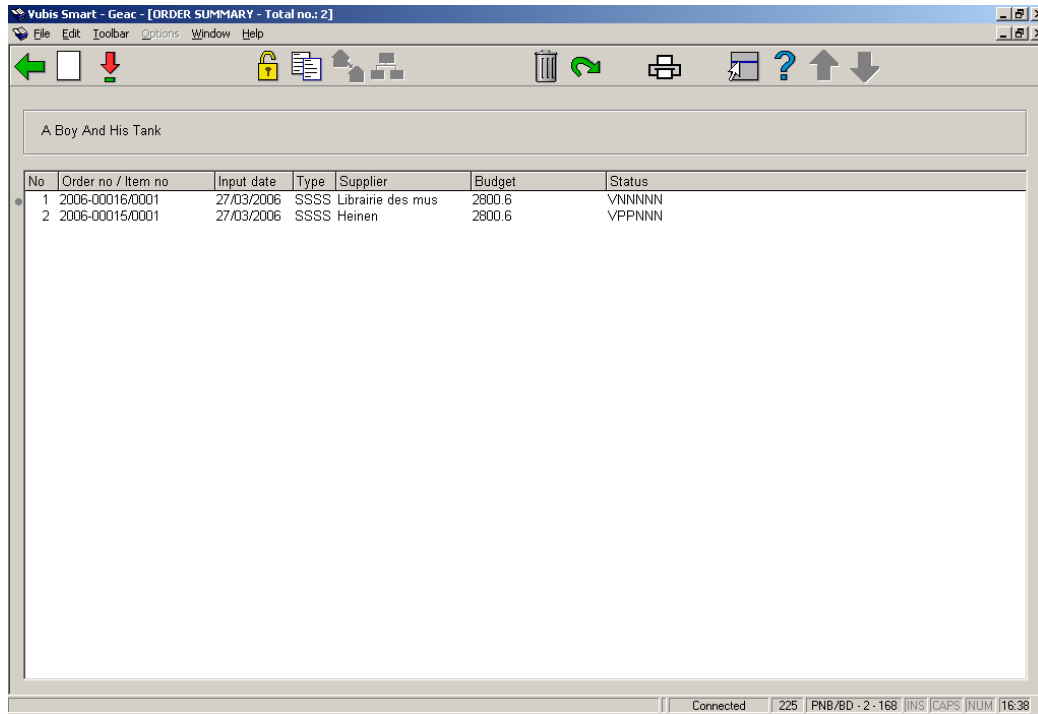 Vubis Smart - Geac - [ORDER SUMMARY - Total no.: 2]
File Edit Toolbar Options Window Help
A Boy And His Tank
No Order no / Item no Input date Type Supplier Budget Status
1 2006-00016/0001 27/03/2006 SSSS Librairie des mus 2800.6 VNNNNN
2 2006-00015/0001 27/03/2006 SSSS Heinen 2800.6 VPPNNN
Connected 225 PNB/BD - 2 - 168 INS CAPS NUM 16:38